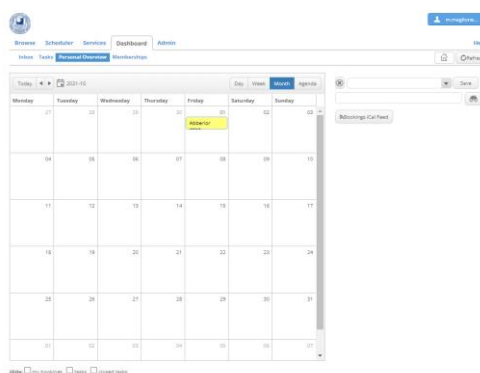 m.maglione...
Browse Scheduler Services Dashboard Admin
Inbox Tasks Personal Overview Memberships
Today 2021-10 Day Week Month Agenda Save
Monday Tuesday Wednesday Thursday Friday Saturday Sunday
27 28 29 30 01 02 03
Abberior
Bookings iCal Feed
04 05 06 07 08 09 10
11 12 13 14 15 16 17
18 19 20 21 22 23 24
25 26 27 28 29 30 31
01 02 03 04 05 06 07
Hide: my bookings tasks closed tasks